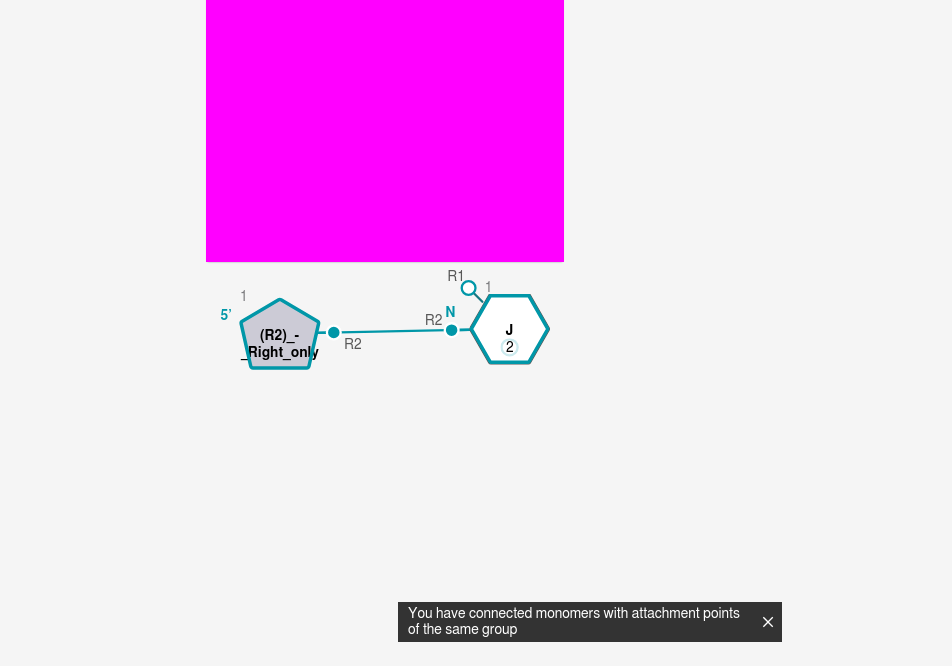 R1
1
1
5’
N
R2
(R2)_-
_Right_only
R2
J
2
You have connected monomers with attachment points
of the same group